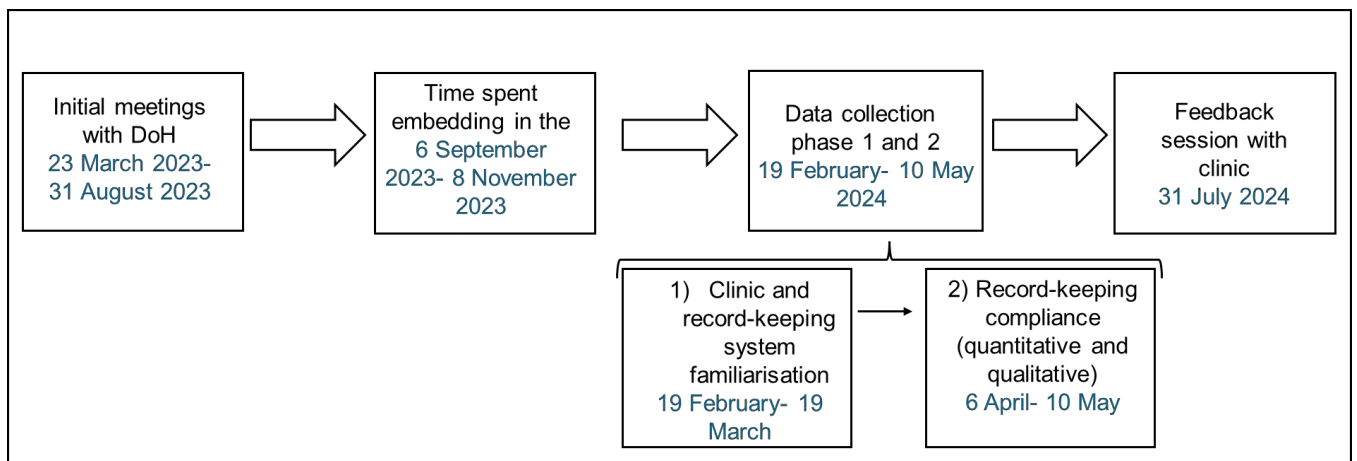 Initial meetings
with DoH
23 March 2023-
31 August 2023
Time spent
embedding in the
6 September
2023- 8 November
2023
Data collection
phase 1 and 2
19 February- 10 May
2024
Feedback
session with
clinic
31 July 2024
1) Clinic and
record-keeping
system
familiarisation
19 February- 19
March
2) Record-keeping
compliance
(quantitative and
qualitative)
6 April- 10 May